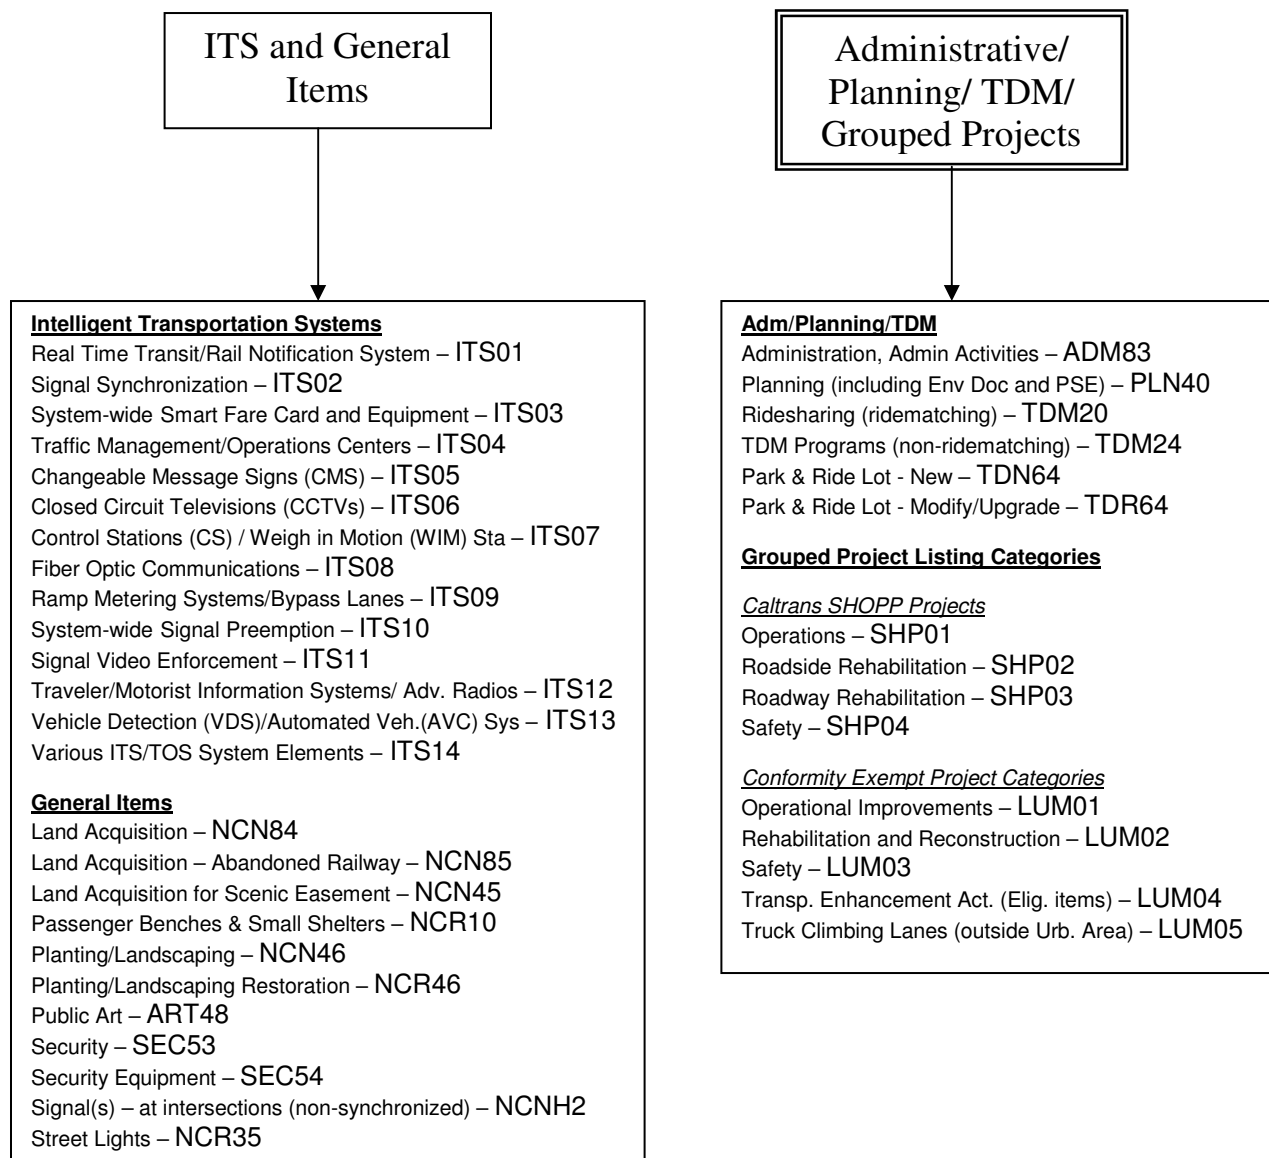 ITS and General
Items
Administrative/
Planning/ TDM/
Grouped Projects
Intelligent Transportation Systems
Real Time Transit/Rail Notification System – ITS01
Signal Synchronization – ITS02
System-wide Smart Fare Card and Equipment – ITS03
Traffic Management/Operations Centers – ITS04
Changeable Message Signs (CMS) – ITS05
Closed Circuit Televisions (CCTVs) – ITS06
Control Stations (CS) / Weigh in Motion (WIM) Sta – ITS07
Fiber Optic Communications – ITS08
Ramp Metering Systems/Bypass Lanes – ITS09
System-wide Signal Preemption – ITS10
Signal Video Enforcement – ITS11
Traveler/Motorist Information Systems/ Adv. Radios – ITS12
Vehicle Detection (VDS)/Automated Veh.(AVC) Sys – ITS13
Various ITS/TOS System Elements – ITS14
General Items
Land Acquisition – NCN84
Land Acquisition – Abandoned Railway – NCN85
Land Acquisition for Scenic Easement – NCN45
Passenger Benches & Small Shelters – NCR10
Planting/Landscaping – NCN46
Planting/Landscaping Restoration – NCR46
Public Art – ART48
Security – SEC53
Security Equipment – SEC54
Signal(s) – at intersections (non-synchronized) – NCNH2
Street Lights – NCR35
Adm/Planning/TDM
Administration, Admin Activities – ADM83
Planning (including Env Doc and PSE) – PLN40
Ridesharing (ridematching) – TDM20
TDM Programs (non-ridematching) – TDM24
Park & Ride Lot - New – TDN64
Park & Ride Lot - Modify/Upgrade – TDR64
Grouped Project Listing Categories
Caltrans SHOPP Projects
Operations – SHP01
Roadside Rehabilitation – SHP02
Roadway Rehabilitation – SHP03
Safety – SHP04
Conformity Exempt Project Categories
Operational Improvements – LUM01
Rehabilitation and Reconstruction – LUM02
Safety – LUM03
Transp. Enhancement Act. (Elig. items) – LUM04
Truck Climbing Lanes (outside Urb. Area) – LUM05